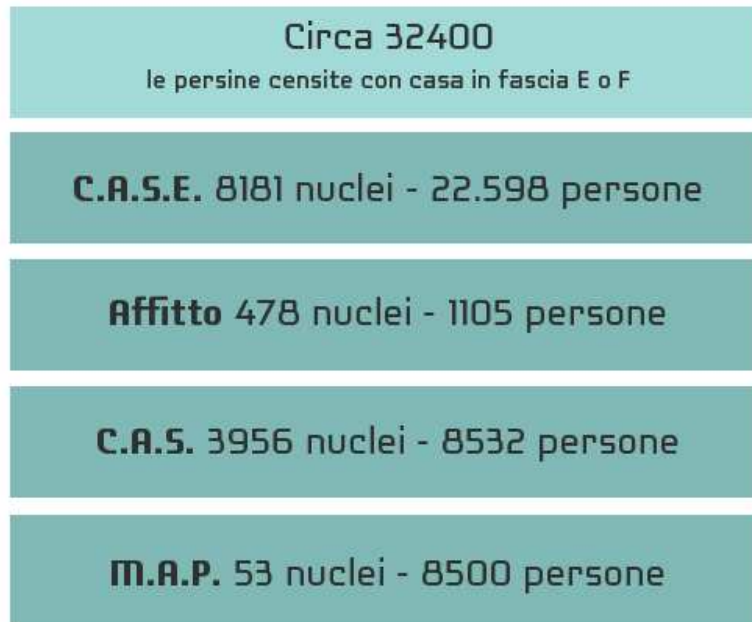 Circa 32400
le persine censite con casa in fascia E o F
C.A.S.E. 8181 nuclei - 22.598 persone
Affitto 478 nuclei - 1105 persone
C.A.S. 3956 nuclei - 8532 persone
M.A.P. 53 nuclei - 8500 persone